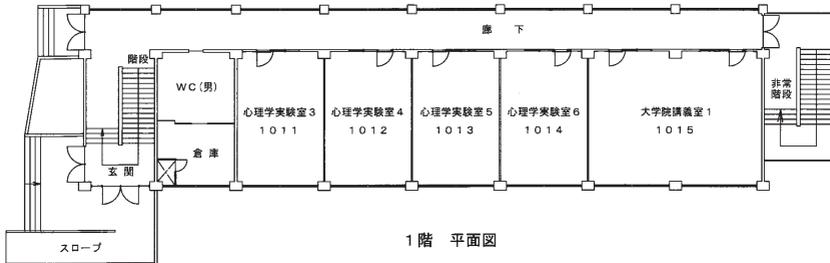 廊　下
階段
WC(男)
心理学実験室3
1011
心理学実験室4
1012
心理学実験室5
1013
心理学実験室6
1014
大学院講義室1
1015
非常
階段
倉庫
玄関
スロープ
1階　平面図